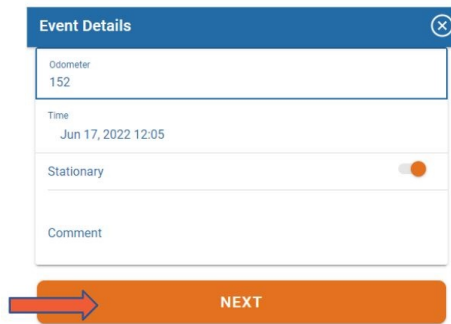 Event Details
Odometer
152
Time
Jun 17, 2022 12:05
Stationary
Comment
NEXT